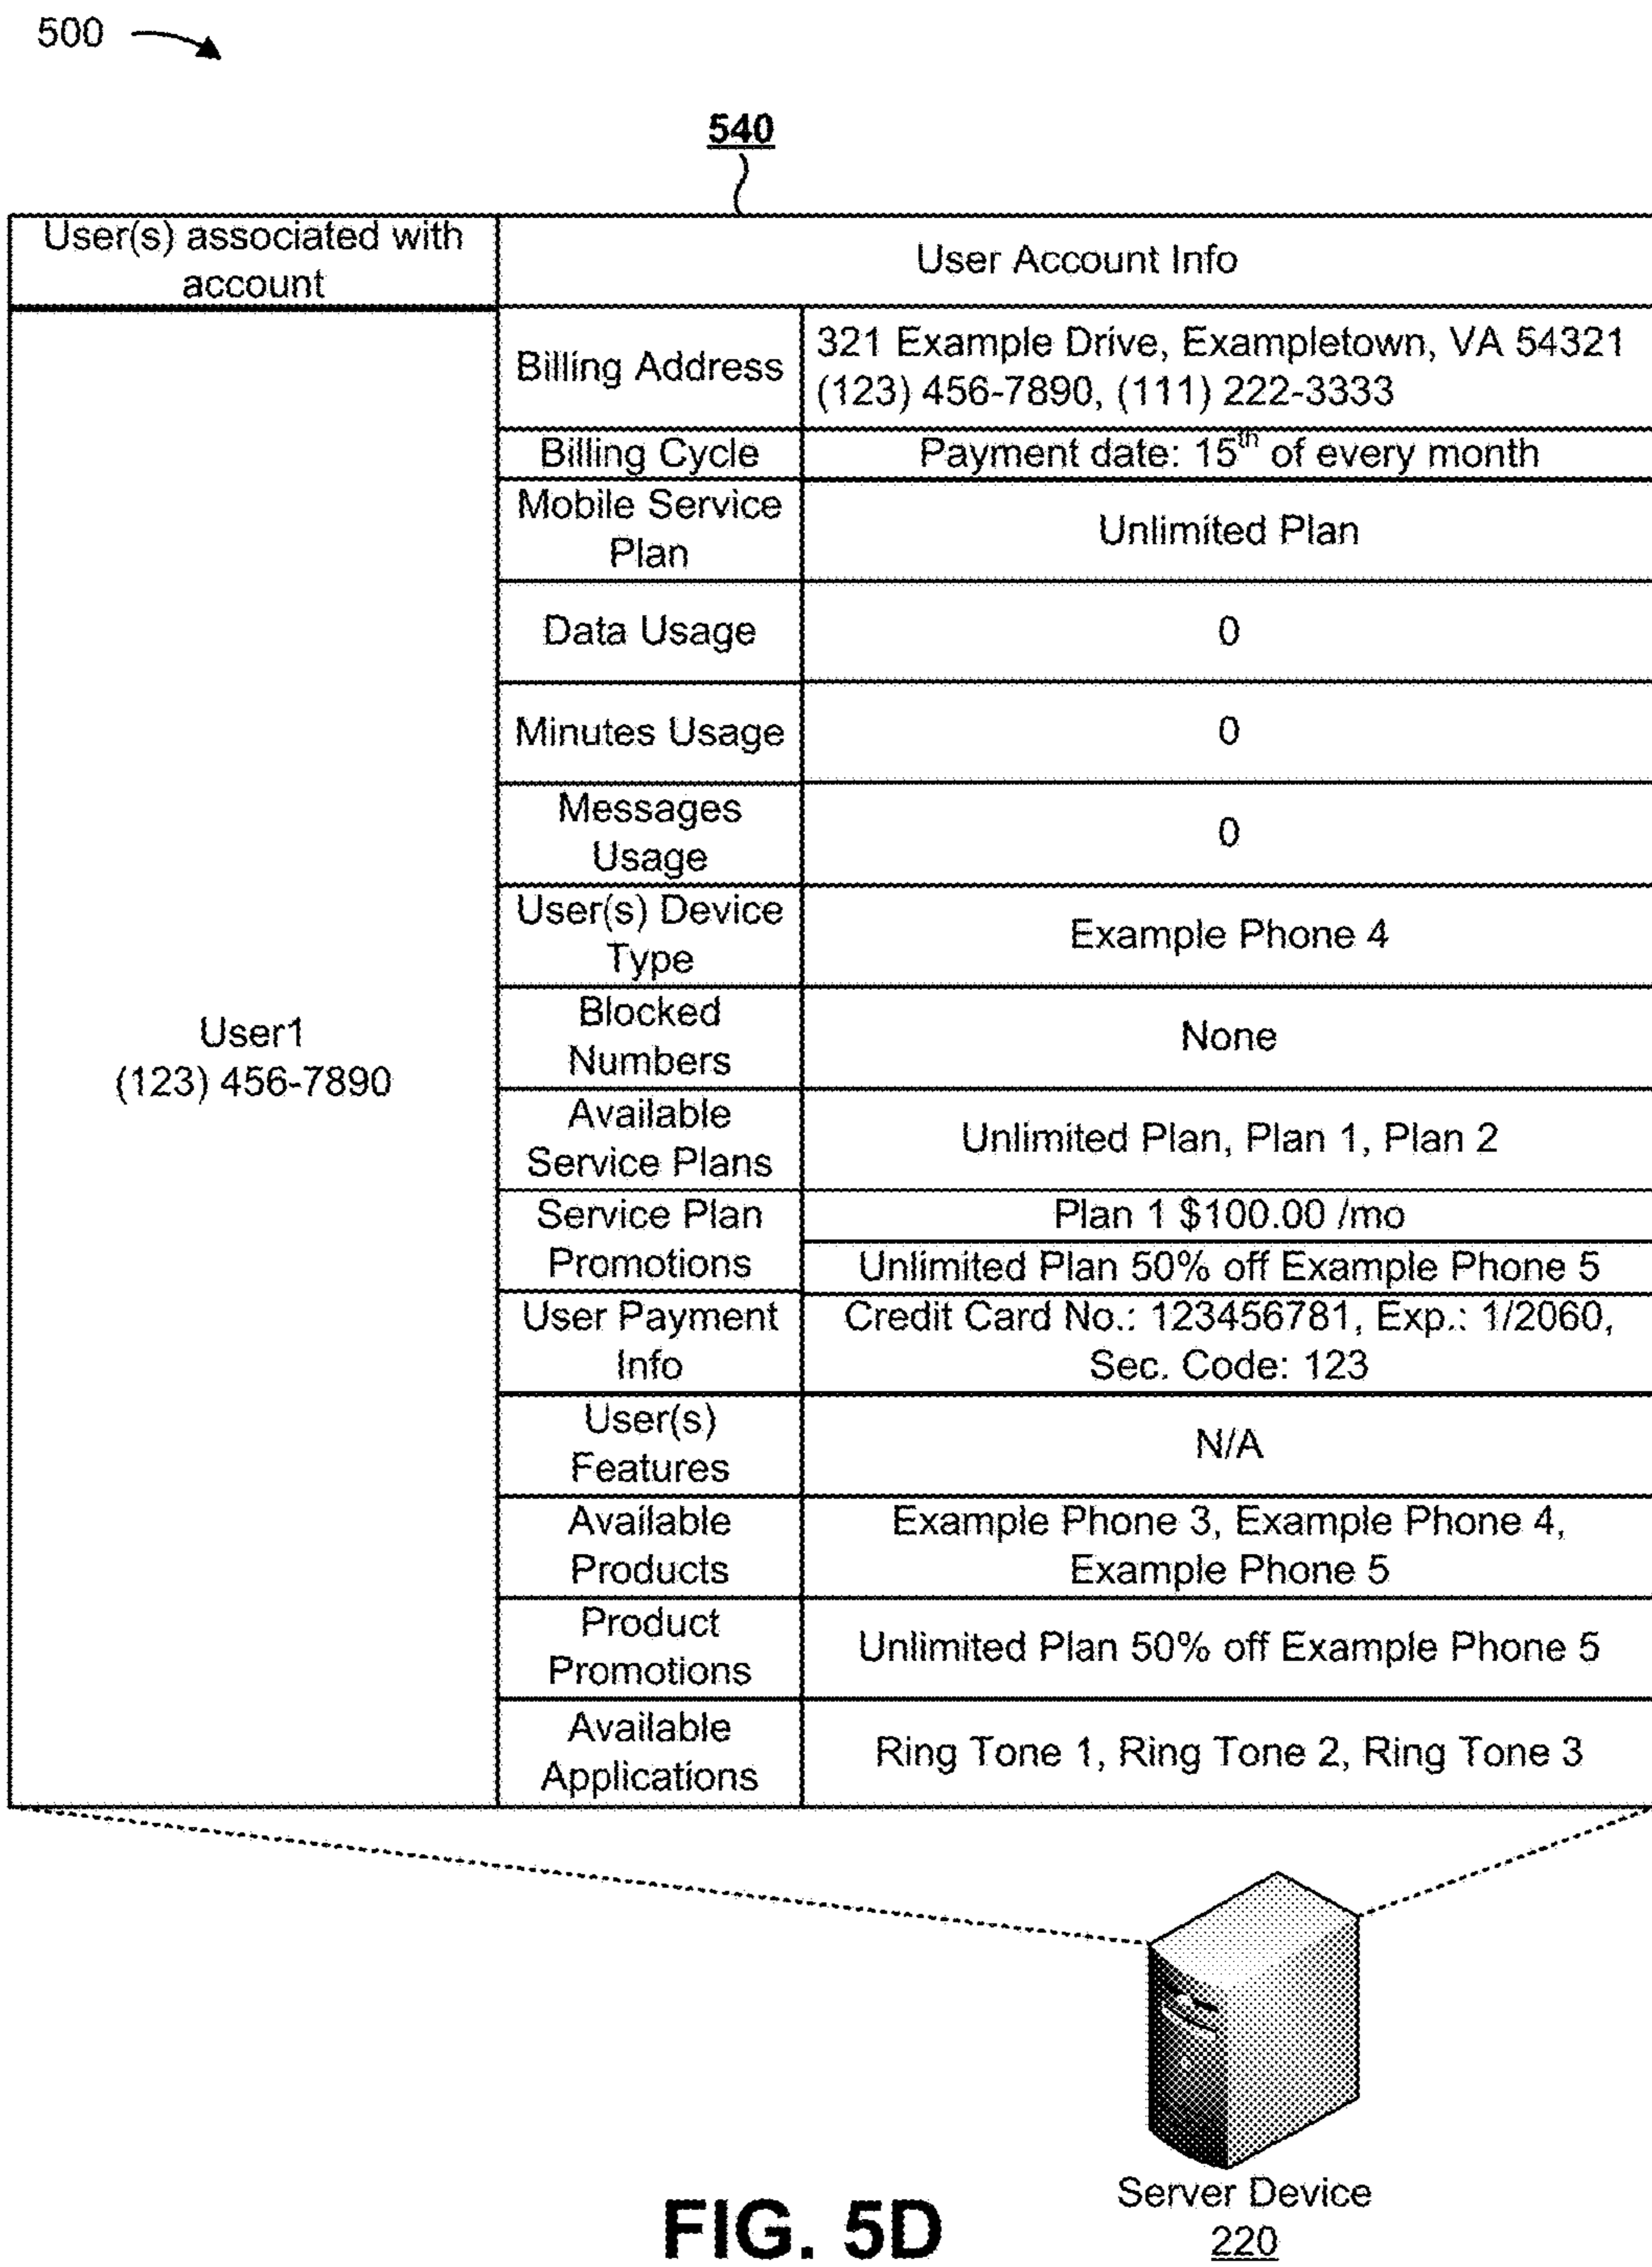 500
540
User(s) associated with
account
User Account Info
User1
(123) 456-7890
Billing Address
321 Example Drive, Exampletown, VA 54321
(123) 456-7890, (111) 222-3333
Billing Cycle
Payment date: 15th of every month
Mobile Service
Plan
Unlimited Plan
Data Usage
0
Minutes Usage
0
Messages
Usage
0
User(s) Device
Type
Example Phone 4
Blocked
Numbers
None
Available
Service Plans
Unlimited Plan, Plan 1, Plan 2
Service Plan
Promotions
Plan 1 $100.00 /mo
Unlimited Plan 50% off Example Phone 5
User Payment
Info
Credit Card No.: 123456781, Exp.: 1/2060,
Sec. Code: 123
User(s)
Features
N/A
Available
Products
Example Phone 3, Example Phone 4,
Example Phone 5
Product
Promotions
Unlimited Plan 50% off Example Phone 5
Available
Applications
Ring Tone 1, Ring Tone 2, Ring Tone 3
Server Device
220
FIG. 5D